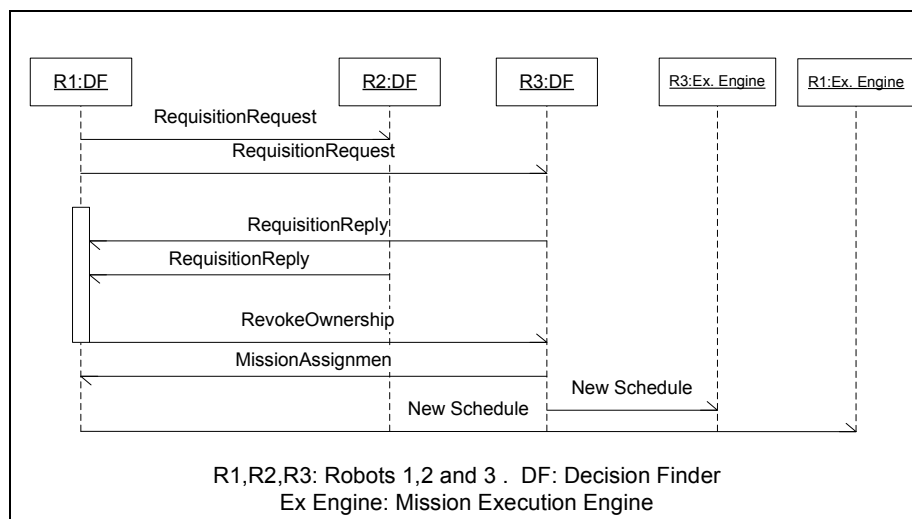 R1:DF
R2:DF
R3:DF
R3:Ex. Engine
R1:Ex. Engine
RequisitionRequest
RequisitionRequest
RequisitionReply
RequisitionReply
RevokeOwnership
MissionAssignmen
New Schedule
New Schedule
R1,R2,R3: Robots 1,2 and 3 . DF: Decision Finder
Ex Engine: Mission Execution Engine